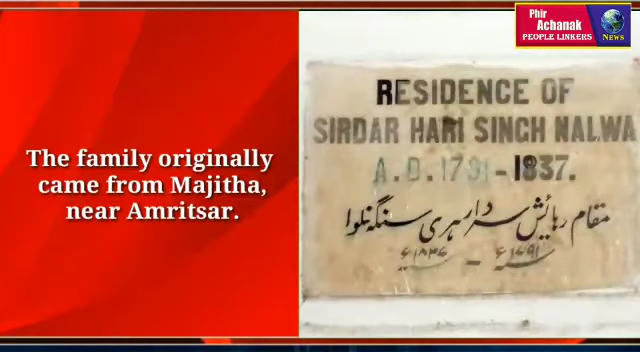 Phir
Achanak
PEOPLE LINKERS
News
The family originally
came from Majitha,
near Amritsar.
RESIDENCE OF
SIRDAR HARI SINGH NALWA
A.D. 1791-1837.
مقام رہائش سردار ہری سنگھ نلوا
۱۷۹۱ء - ۱۸۳۷ء